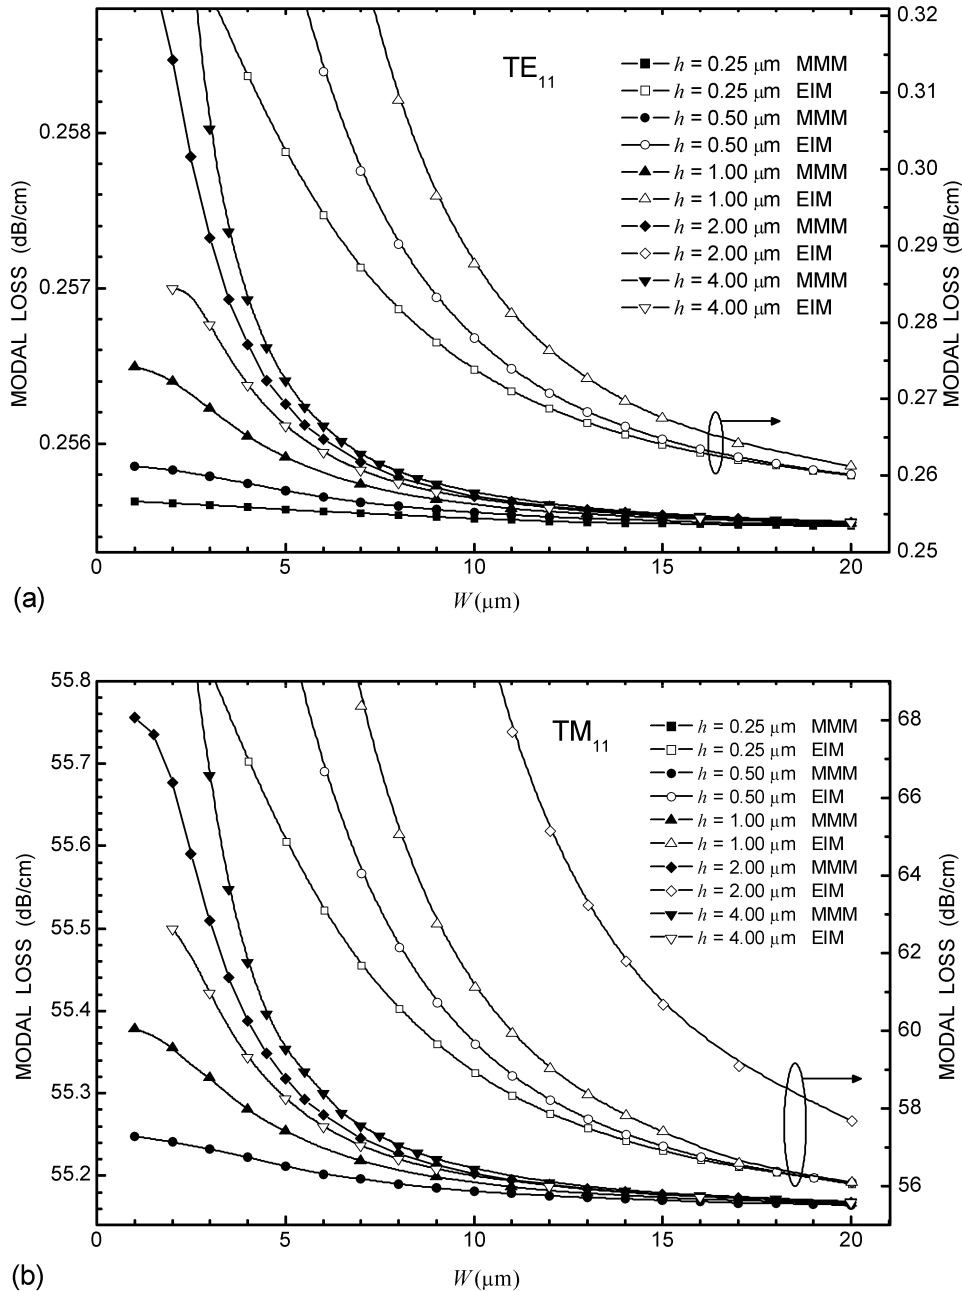 0.32
TE11
h = 0.25 μm MMM
h = 0.25 μm EIM
0.31
h = 0.50 μm MMM
0.258
h = 0.50 μm EIM
0.30
h = 1.00 μm MMM
h = 1.00 μm EIM
h = 2.00 μm MMM
0.29
h = 2.00 μm EIM
h = 4.00 μm MMM
0.257
h = 4.00 μm EIM
0.28
MODAL LOSS (dB/cm)
MODAL LOSS (dB/cm)
0.27
0.256
0.26
0.25
0 5 10 15 20
(a)
W(μm)
55.8
TM11
h = 0.25 μm MMM
68
h = 0.25 μm EIM
55.7
h = 0.50 μm MMM
h = 0.50 μm EIM
66
h = 1.00 μm MMM
55.6
h = 1.00 μm EIM
h = 2.00 μm MMM
64
h = 2.00 μm EIM
h = 4.00 μm MMM
55.5
h = 4.00 μm EIM
62
MODAL LOSS (dB/cm)
MODAL LOSS (dB/cm)
55.4
60
55.3
58
55.2
56
0 5 10 15 20
(b)
W(μm)